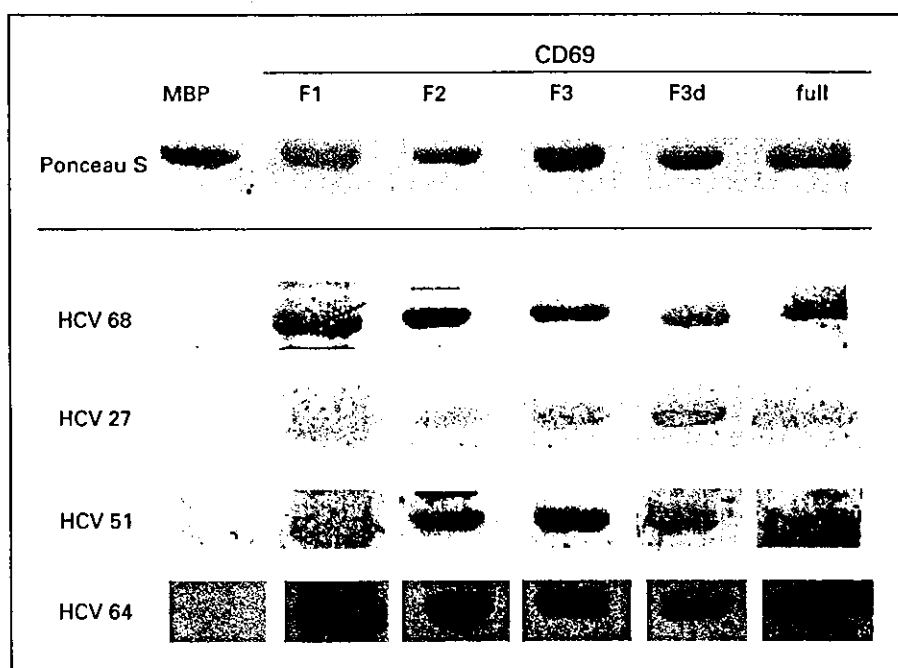 CD69
MBP F1 F2 F3 F3d full
Ponceau S
HCV 68
HCV 27
HCV 51
HCV 64